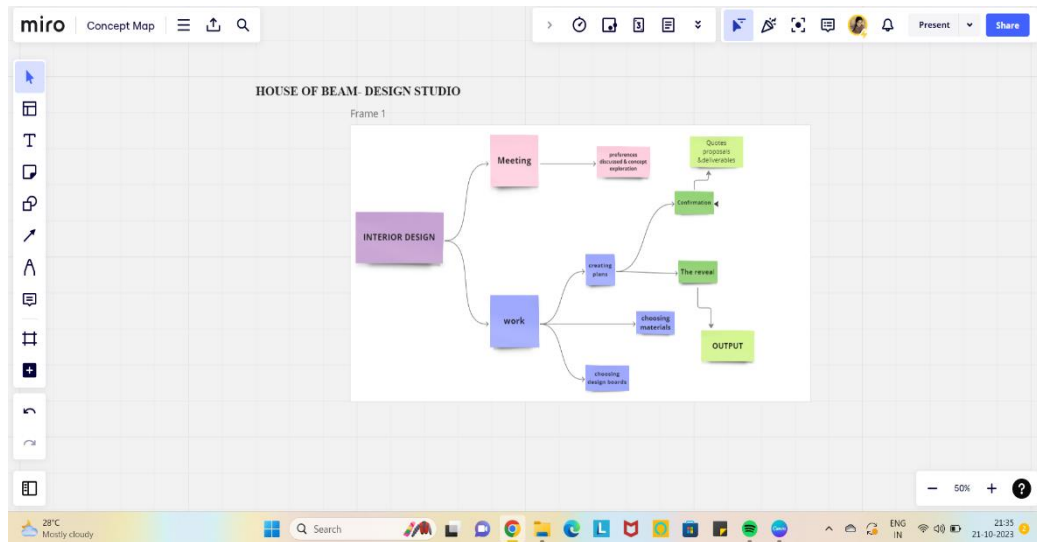 miro
Concept Map
Present
Share
HOUSE OF BEAM- DESIGN STUDIO
Frame 1
Meeting
preferences
discussed & concept
exploration
Quotes
proposals
&deliverables
Confirmation
INTERIOR DESIGN
creating
plans
The reveal
work
choosing
materials
OUTPUT
choosing
design boards
50%
28°C
Mostly cloudy
Search
ENG
IN
21:35
21-10-2023